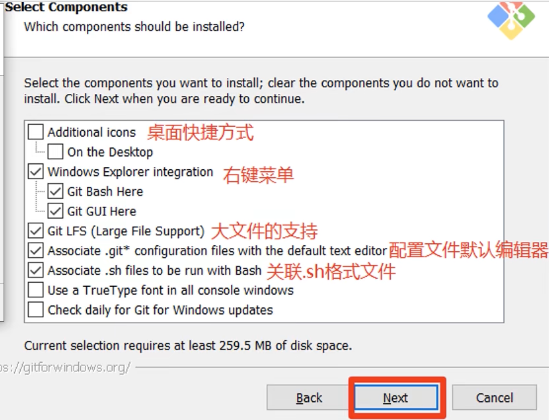 Select Components
Which components should be installed?
Select the components you want to install; clear the components you do not want to
install. Click Next when you are ready to continue.
Additional icons 桌面快捷方式
On the Desktop
Windows Explorer integration 右键菜单
Git Bash Here
Git GUI Here
Git LFS (Large File Support) 大文件的支持
Associate .git* configuration files with the default text editor 配置文件默认编辑器
Associate .sh files to be run with Bash 关联.sh格式文件
Use a TrueType font in all console windows
Check daily for Git for Windows updates
Current selection requires at least 259.5 MB of disk space.
ps://gitforwindows.org/
Back Next Cancel